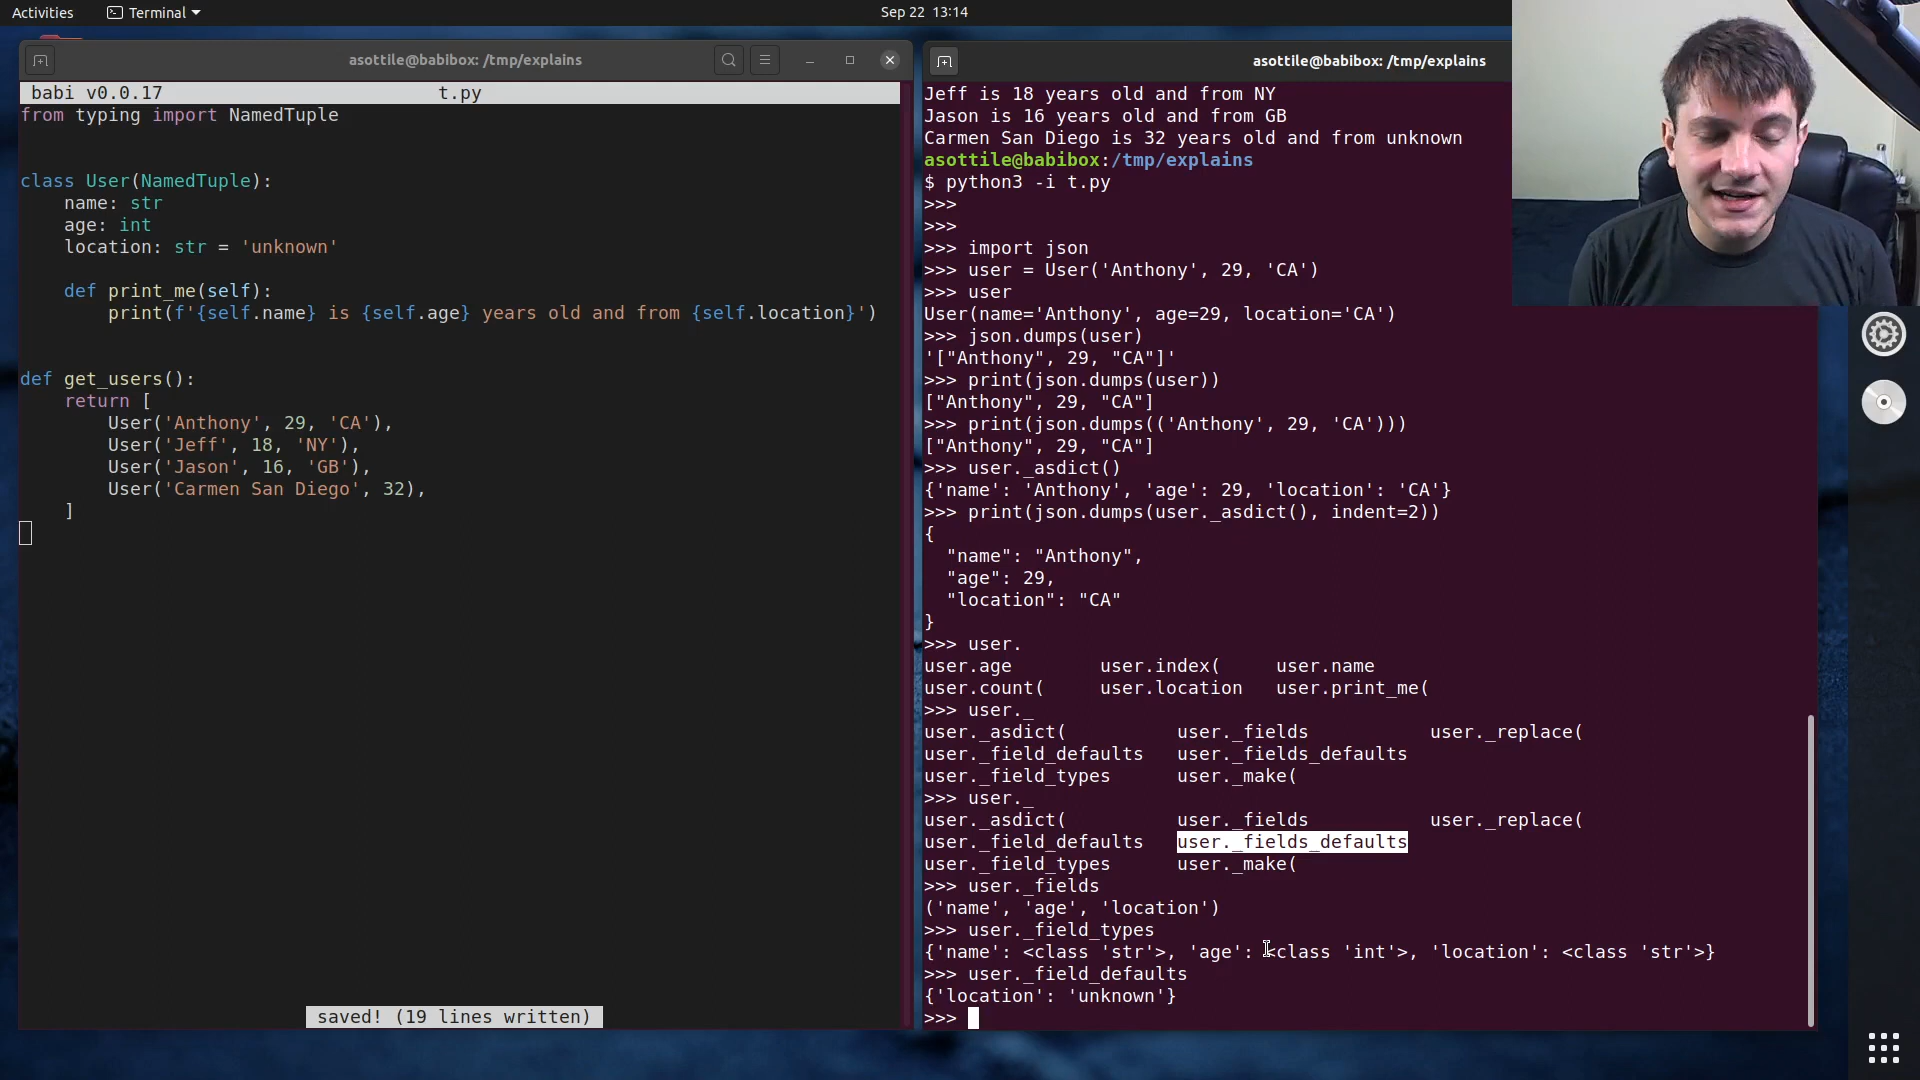 Activities
Terminal
Sep 22 13:14
asottile@babibox: /tmp/explains
babi v0.0.17 t.py
from typing import NamedTuple
class User(NamedTuple):
    name: str
    age: int
    location: str = 'unknown'
    def print_me(self):
        print(f'{self.name} is {self.age} years old and from {self.location}')
def get_users():
    return [
        User('Anthony', 29, 'CA'),
        User('Jeff', 18, 'NY'),
        User('Jason', 16, 'GB'),
        User('Carmen San Diego', 32),
    ]
saved! (19 lines written)
asottile@babibox: /tmp/explains
Jeff is 18 years old and from NY
Jason is 16 years old and from GB
Carmen San Diego is 32 years old and from unknown
asottile@babibox:/tmp/explains
$ python3 -i t.py
>>>
>>>
>>> import json
>>> user = User('Anthony', 29, 'CA')
>>> user
User(name='Anthony', age=29, location='CA')
>>> json.dumps(user)
'["Anthony", 29, "CA"]'
>>> print(json.dumps(user))
["Anthony", 29, "CA"]
>>> print(json.dumps(('Anthony', 29, 'CA')))
["Anthony", 29, "CA"]
>>> user._asdict()
{'name': 'Anthony', 'age': 29, 'location': 'CA'}
>>> print(json.dumps(user._asdict(), indent=2))
{
  "name": "Anthony",
  "age": 29,
  "location": "CA"
}
>>> user.
user.age user.index( user.name
user.count( user.location user.print_me(
>>> user._
user._asdict( user._fields user._replace(
user._field_defaults user._fields_defaults
user._field_types user._make(
>>> user._
user._asdict( user._fields user._replace(
user._field_defaults user._fields_defaults
user._field_types user._make(
>>> user._fields
('name', 'age', 'location')
>>> user._field_types
{'name': <class 'str'>, 'age': <class 'int'>, 'location': <class 'str'>}
>>> user._field_defaults
{'location': 'unknown'}
>>>